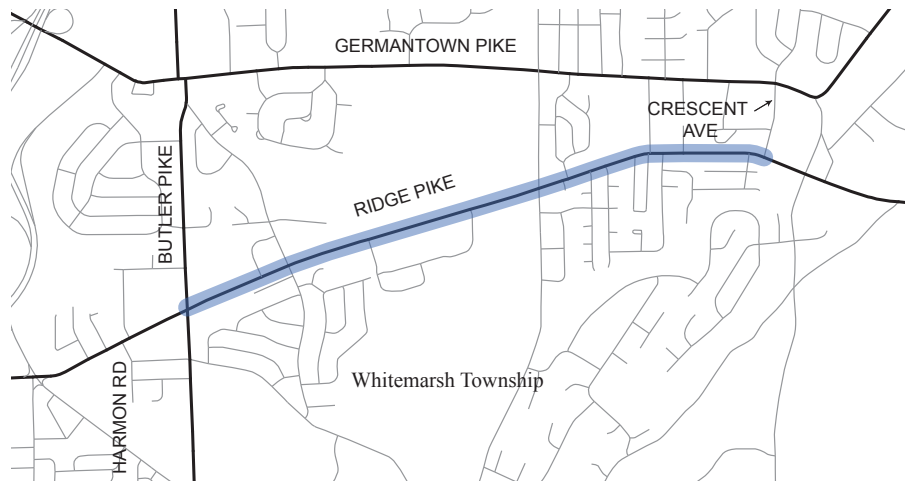 GERMANTOWN PIKE
CRESCENT
AVE
BUTLER PIKE
RIDGE PIKE
HARMON RD
Whitemarsh Township